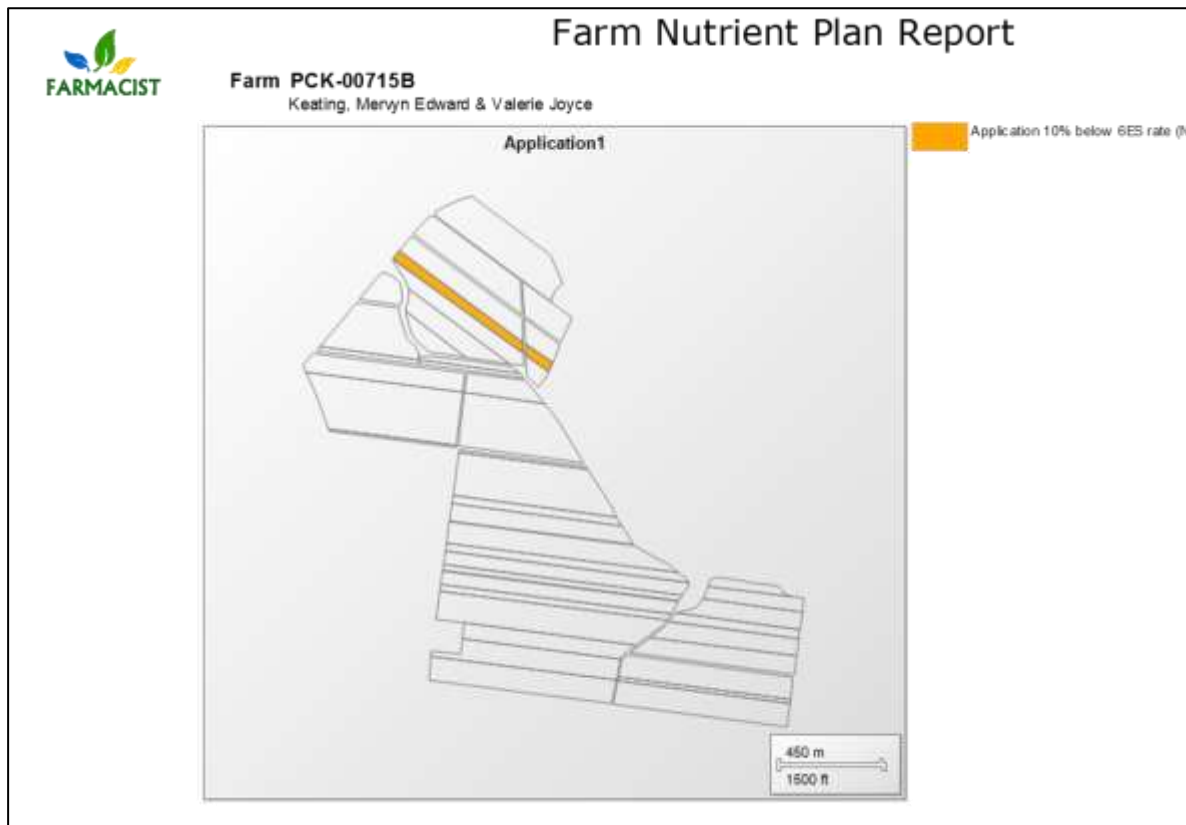 Farm Nutrient Plan Report
FARMACIST
Farm PCK-00715B
Keating, Mervyn Edward & Valerie Joyce
Application1
Application 10% below 6ES rate (N
450 m
1500 ft